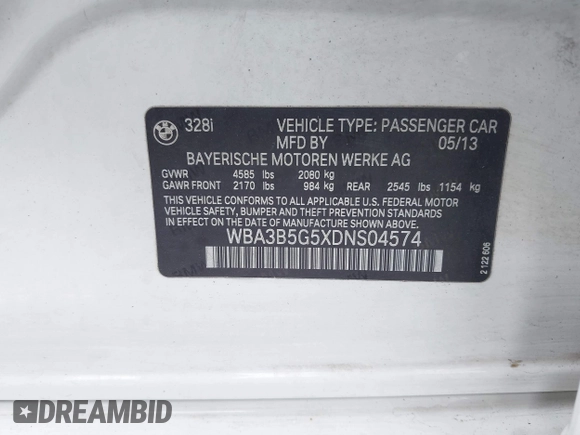 328i VEHICLE TYPE: PASSENGER CAR
MFD BY 05/13
BAYERISCHE MOTOREN WERKE AG
GVWR 4585 lbs 2080 kg
GAWR FRONT 2170 lbs 984 kg REAR 2545 lbs 1154 kg
THIS VEHICLE CONFORMS TO ALL APPLICABLE U.S. FEDERAL MOTOR
VEHICLE SAFETY, BUMPER AND THEFT PREVENTION STANDARDS
IN EFFECT ON THE DATE OF MANUFACTURE SHOWN ABOVE.
WBA3B5G5XDNS04574
2 122 606
DREAMBID